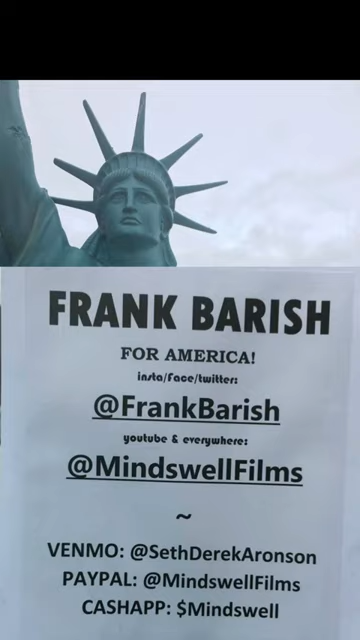 FRANK BARISH
FOR AMERICA!
insta/Face/twitter:
@FrankBarish
youtube & everywhere:
@MindswellFilms
~
VENMO: @SethDerekAronson
PAYPAL: @MindswellFilms
CASHAPP: $Mindswell